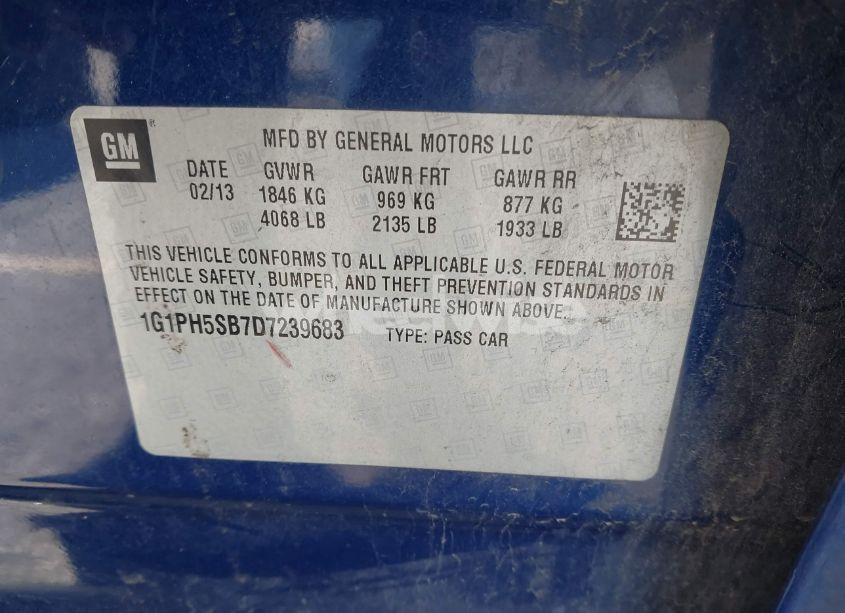 GM
MFD BY GENERAL MOTORS LLC
DATE GVWR GAWR FRT GAWR RR
02/13 1846 KG 969 KG 877 KG
4068 LB 2135 LB 1933 LB
THIS VEHICLE CONFORMS TO ALL APPLICABLE U.S. FEDERAL MOTOR
VEHICLE SAFETY, BUMPER, AND THEFT PREVENTION STANDARDS IN
EFFECT ON THE DATE OF MANUFACTURE SHOWN ABOVE.
1G1PH5SB7D7239683 TYPE: PASS CAR